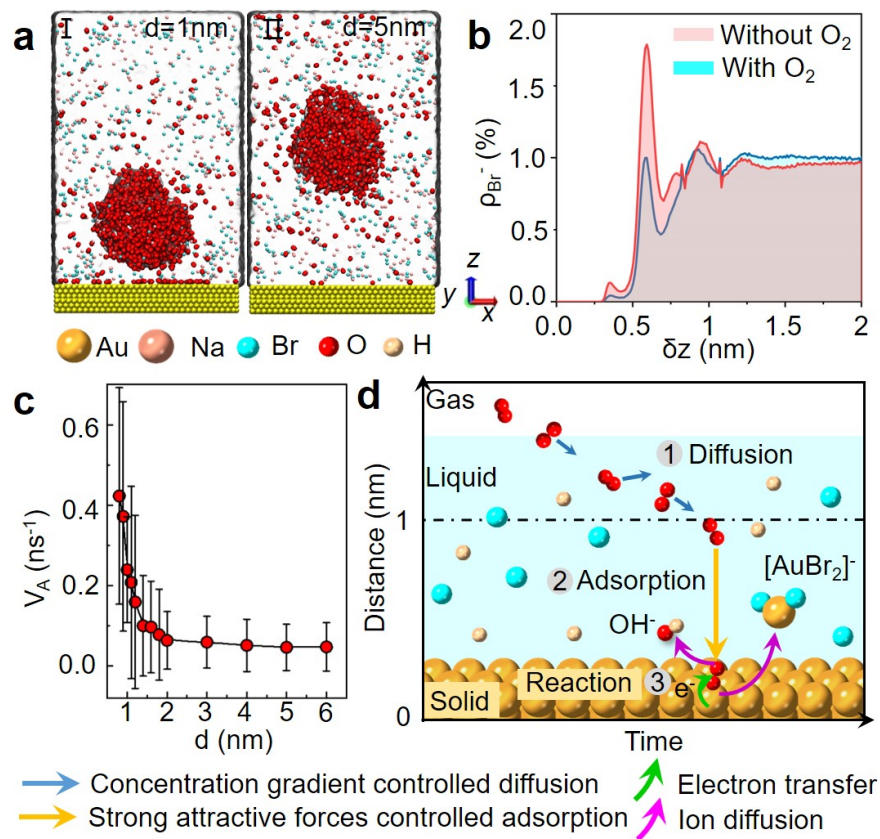 a
I
d=1nm
II
d=5nm
z
y
x
Au
Na
Br
O
H
b
Without O₂
With O₂
ρBr⁻ (%)
2.0
1.5
1.0
0.5
0.0
0.0
0.5
1
1.5
2
δz (nm)
c
V_A (ns⁻¹)
0.6
0.4
0.2
0.0
1
2
3
4
5
6
d (nm)
d
Gas
Liquid
1 Diffusion
Distance (nm)
1
2 Adsorption
[AuBr₂]⁻
OH⁻
Reaction 3 e⁻
Solid
0
Time
Concentration gradient controlled diffusion
Strong attractive forces controlled adsorption
Electron transfer
Ion diffusion